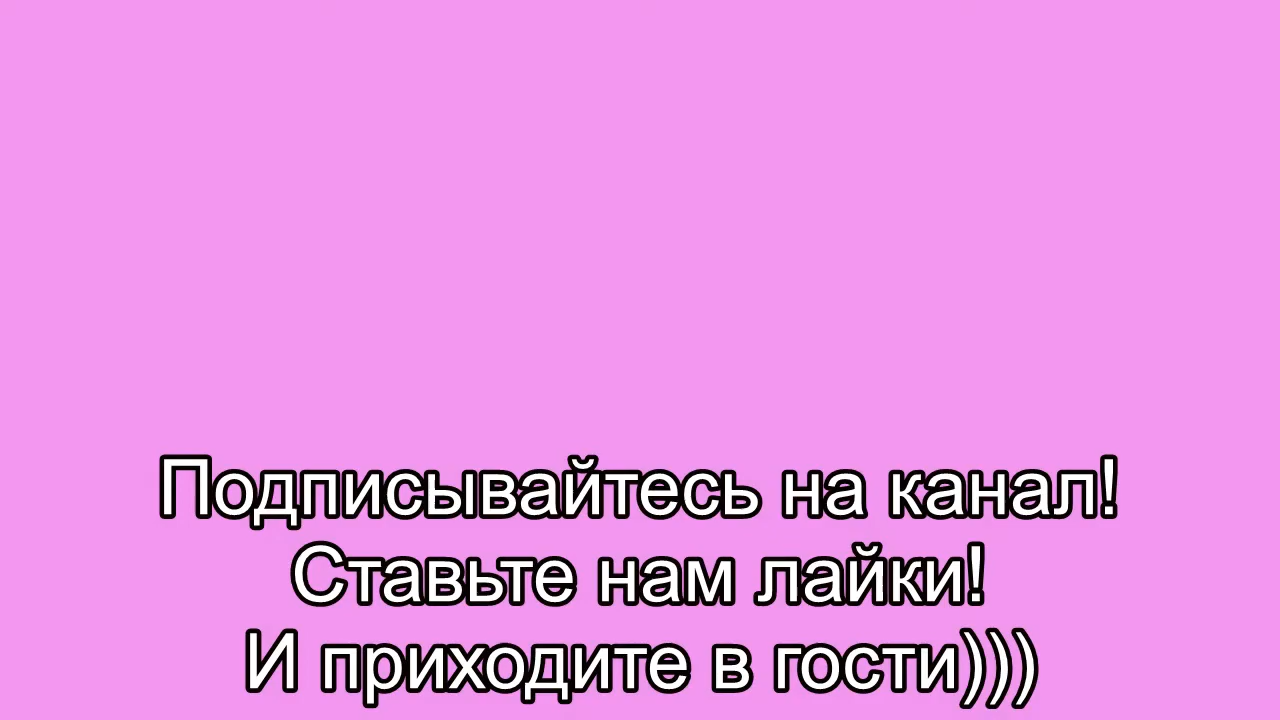 Подписывайтесь на канал!
Ставьте нам лайки!
И приходите в гости)))